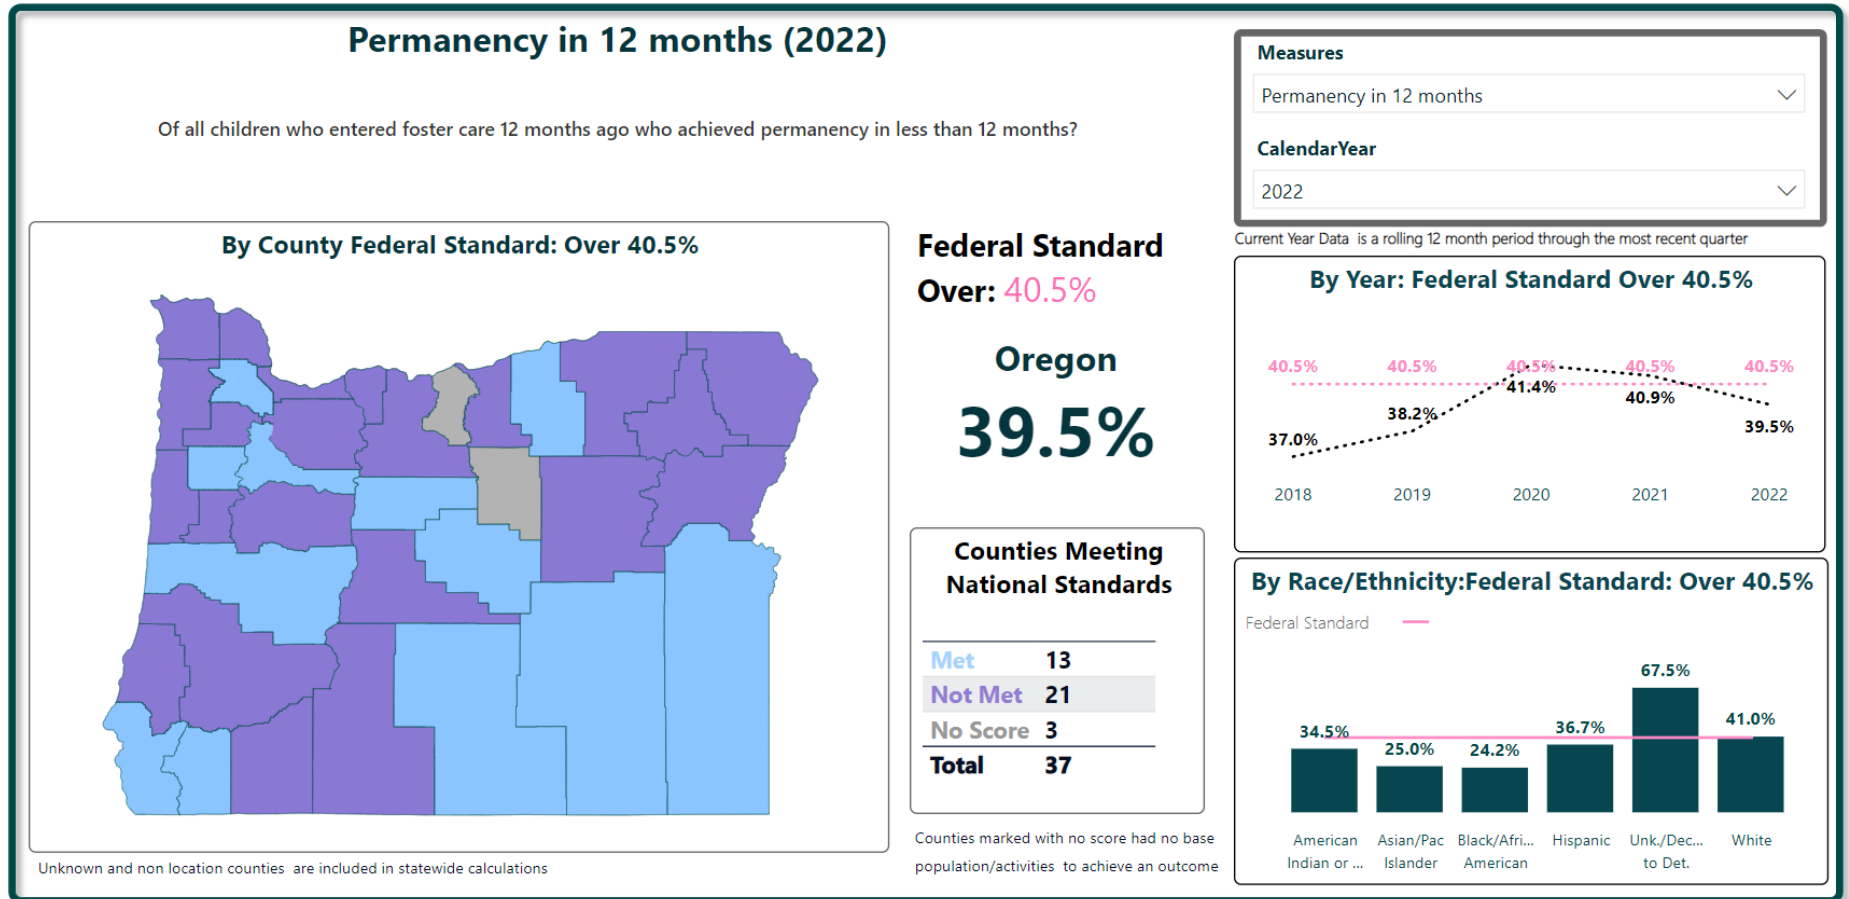 Permanency in 12 months (2022)
Of all children who entered foster care 12 months ago who achieved permanency in less than 12 months?
Measures
Permanency in 12 months
CalendarYear
2022
Current Year Data  is a rolling 12 month period through the most recent quarter
By County Federal Standard: Over 40.5%
Unknown and non location counties  are included in statewide calculations
Federal Standard
Over: 40.5%
Oregon
39.5%
Counties Meeting
National Standards
Met 13
Not Met 21
No Score 3
Total 37
Counties marked with no score had no base
population/activities  to achieve an outcome
By Year: Federal Standard Over 40.5%
40.5% 40.5% 40.5% 40.5% 40.5%
37.0% 38.2% 41.4% 40.9% 39.5%
2018 2019 2020 2021 2022
By Race/Ethnicity:Federal Standard: Over 40.5%
Federal Standard
34.5% 25.0% 24.2% 36.7% 67.5% 41.0%
American Asian/Pac Black/Afri... Hispanic Unk./Dec... White
Indian or ... Islander American to Det.